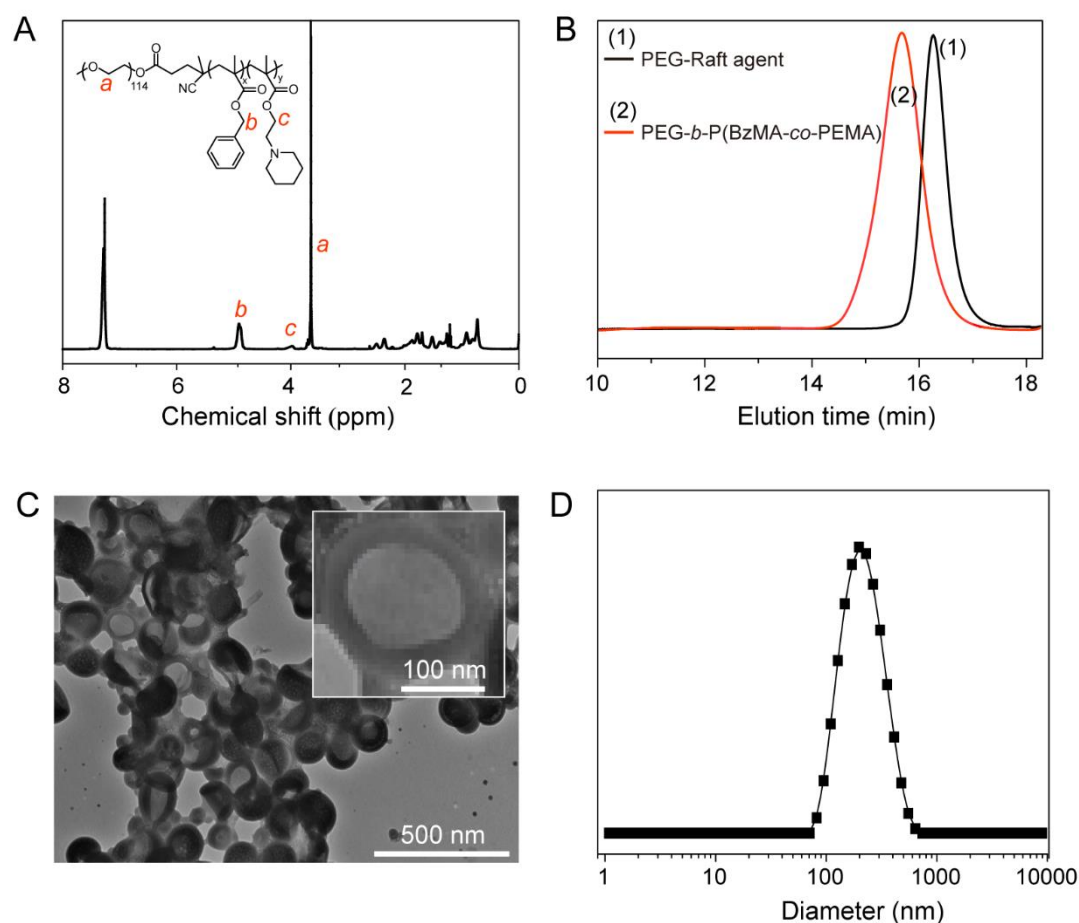 A
O
O
O
a
114
NC
x
y
O
O
O
O
b
c
N
b
c
a
8
6
4
2
0
Chemical shift (ppm)
B
(1)
PEG-Raft agent
(1)
(2)
(2)
PEG-b-P(BzMA-co-PEMA)
10
12
14
16
18
Elution time (min)
C
100 nm
500 nm
D
1
10
100
1000
10000
Diameter (nm)